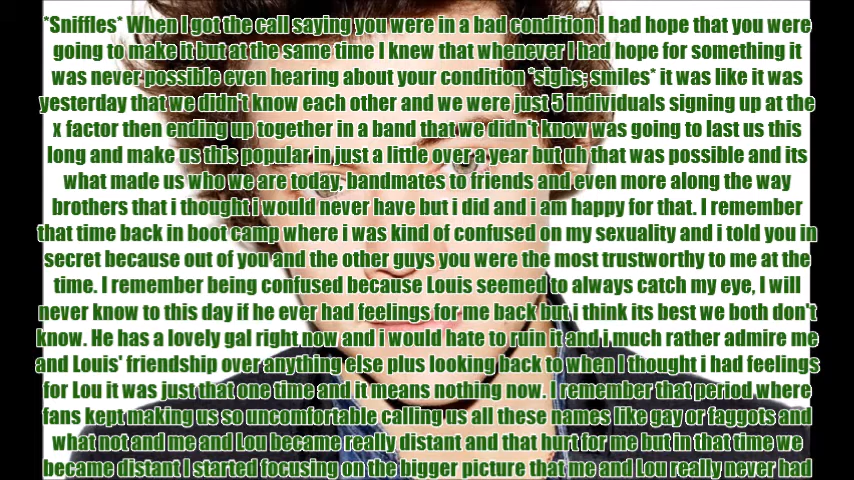 *Sniffles* When I got the call saying you were in a bad condition I had hope that you were
going to make it but at the same time I knew that whenever I had hope for something it
was never possible even hearing about your condition *sighs; smiles* it was like it was
yesterday that we didn't know each other and we were just 5 individuals signing up at the
x factor then ending up together in a band that we didn't know was going to last us this
long and make us this popular in just a little over a year but uh that was possible and its
what made us who we are today, bandmates to friends and even more along the way
brothers that i thought i would never have but i did and i am happy for that. I remember
that time back in boot camp where i was kind of confused on my sexuality and i told you in
secret because out of you and the other guys you were the most trustworthy to me at the
time. I remember being confused because Louis seemed to always catch my eye, I will
never know to this day if he ever had feelings for me back but i think its best we both don't
know. He has a lovely gal right now and i would hate to ruin it and i much rather admire me
and Louis' friendship over anything else plus looking back to when I thought i had feelings
for Lou it was just that one time and it means nothing now. I remember that period where
fans kept making us so uncomfortable calling us all these names like gay or faggots and
what not and me and Lou became really distant and that hurt for me but in that time we
became distant I started focusing on the bigger picture that me and Lou really never had